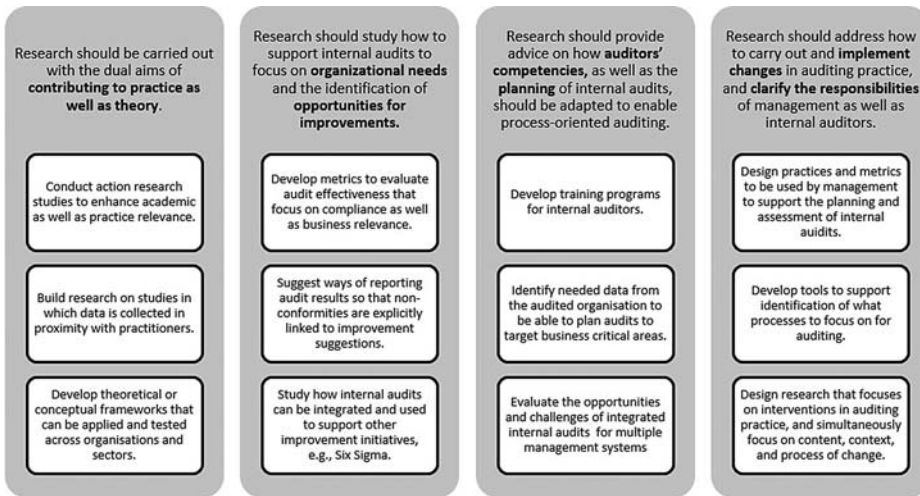 Research should be carried out
with the dual aims of
contributing to practice as
well as theory.
Conduct action research
studies to enhance academic
as well as practice relevance.
Build research on studies in
which data is collected in
proximity with practitioners.
Develop theoretical or
conceptual frameworks that
can be applied and tested
across organisations and
sectors.
Research should study how to
support internal audits to
focus on organizational needs
and the identification of
opportunities for
improvements.
Develop metrics to evaluate
audit effectiveness that
focus on compliance as well
as business relevance.
Suggest ways of reporting
audit results so that non-
conformities are explicitly
linked to improvement
suggestions.
Study how internal audits
can be integrated and used
to support other
improvement initiatives,
e.g., Six Sigma.
Research should provide
advice on how auditors'
competencies, as well as the
planning of internal audits,
should be adapted to enable
process-oriented auditing.
Develop training programs
for internal auditors.
Identify needed data from
the audited organisation to
be able to plan audits to
target business critical areas.
Evaluate the opportunities
and challenges of integrated
internal audits for multiple
management systems
Research should address how
to carry out and implement
changes in auditing practice,
and clarify the responsibilities
of management as well as
internal auditors.
Design practices and metrics
to be used by management
to support the planning and
assessment of internal
auidits.
Develop tools to support
identification of what
processes to focus on for
auditing.
Design research that focuses
on interventions in auditing
practice, and simultaneously
focus on content, context,
and process of change.